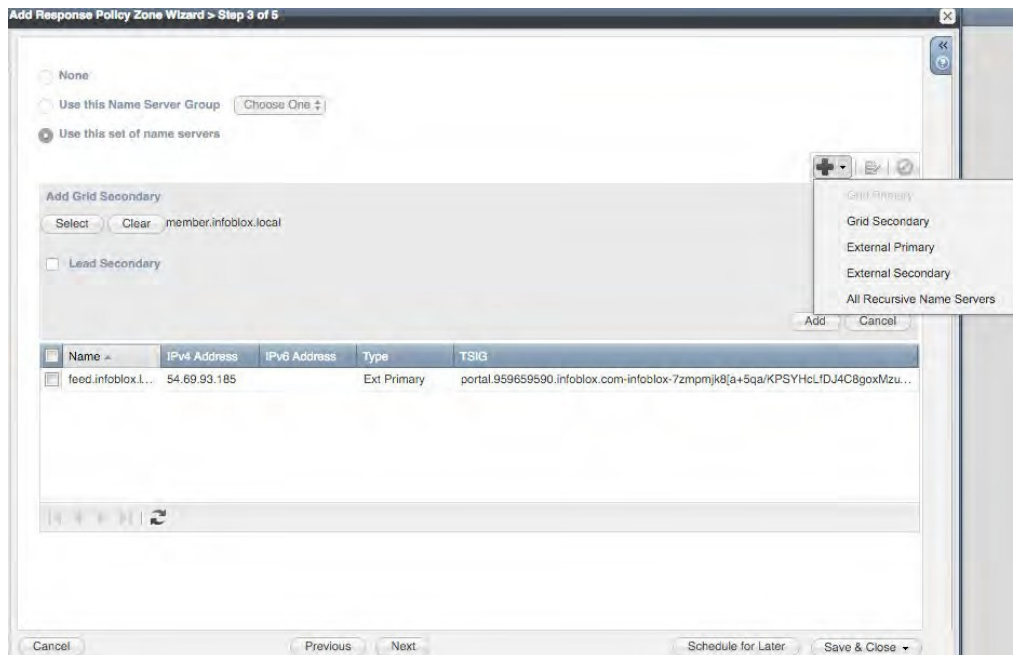 Add Response Policy Zone Wizard > Step 3 of 5
None
Use this Name Server Group
Choose One
Use this set of name servers
Grid Primary
Grid Secondary
External Primary
External Secondary
All Recursive Name Servers
Add Grid Secondary
Select
Clear
member.infoblox.local
Lead Secondary
Add
Cancel
Name
IPv4 Address
IPv6 Address
Type
TSIG
feed.infoblox.l...
54.69.93.185
Ext Primary
portal.959659590.infoblox.com-infoblox-7zmpmjk8[a+5qa/KPSYHcLfDJ4C8goxMzu...
Cancel
Previous
Next
Schedule for Later
Save & Close